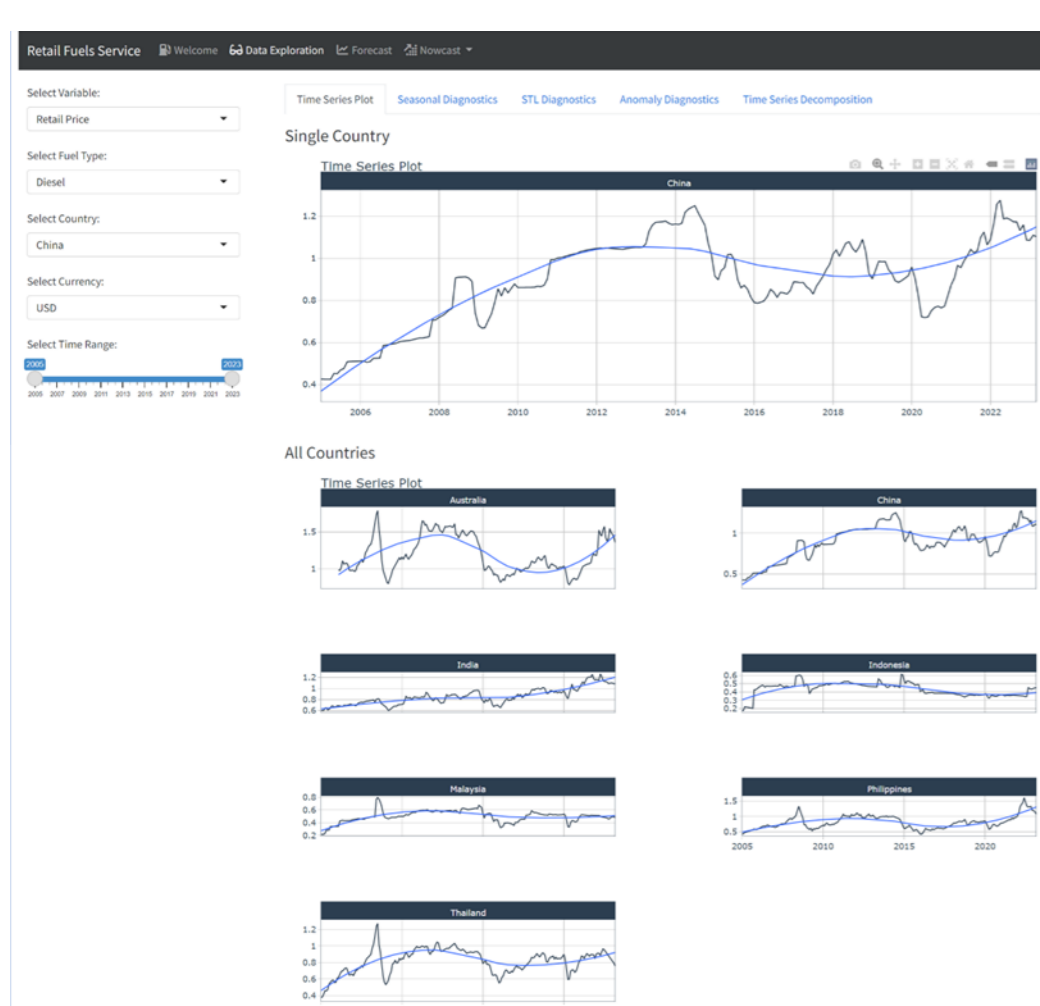 Retail Fuels Service Welcome Data Exploration Forecast Nowcast
Select Variable:
Retail Price
Select Fuel Type:
Diesel
Select Country:
China
Select Currency:
USD
Select Time Range:
2005 2023
2005 2007 2009 2011 2013 2015 2017 2019 2021 2023
Time Series Plot Seasonal Diagnostics STL Diagnostics Anomaly Diagnostics Time Series Decomposition
Single Country
Time Series Plot
China
1.2
1
0.8
0.6
0.4
2006 2008 2010 2012 2014 2016 2018 2020 2022
All Countries
Time Series Plot
Australia
1.5
1
China
1
0.5
India
1.2
1
0.8
0.6
Indonesia
0.6
0.5
0.4
0.3
0.2
Malaysia
0.8
0.6
0.4
0.2
Philippines
1.5
1
0.5
2005 2010 2015 2020
Thailand
1.2
1
0.8
0.6
0.4